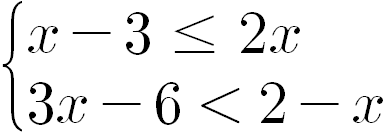 x − 3 ≤ 2x
3x − 6 < 2 − x